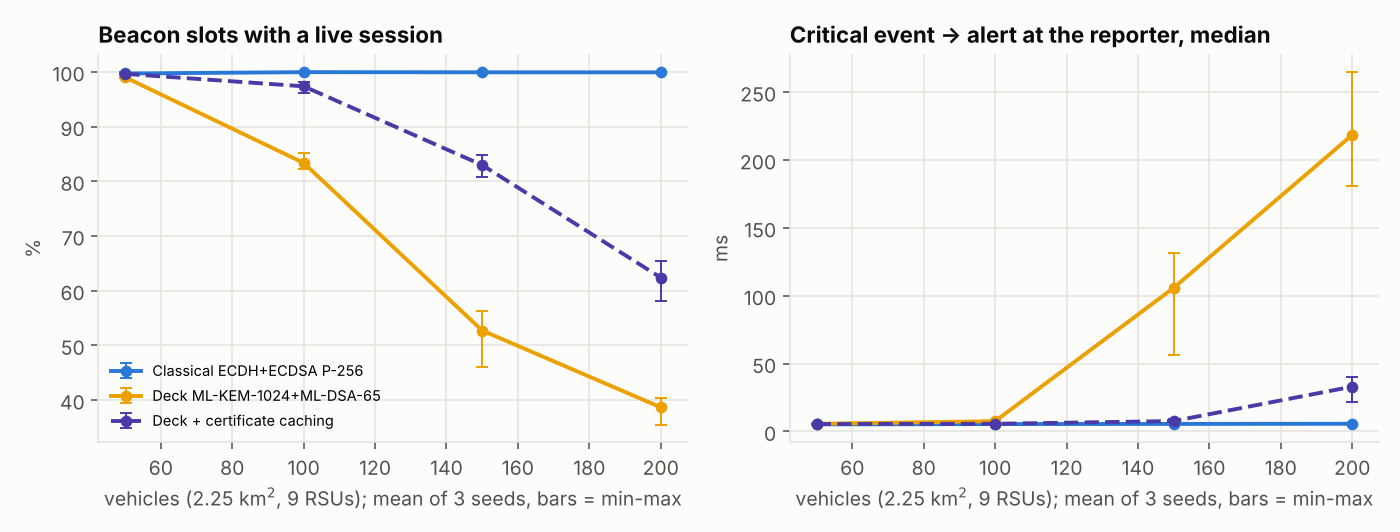 Beacon slots with a live session
100
90
80
70
60
50
40
%
Classical ECDH+ECDSA P-256
Deck ML-KEM-1024+ML-DSA-65
Deck + certificate caching
60 80 100 120 140 160 180 200
vehicles (2.25 km², 9 RSUs); mean of 3 seeds, bars = min-max
Critical event → alert at the reporter, median
250
200
150
100
50
0
ms
60 80 100 120 140 160 180 200
vehicles (2.25 km², 9 RSUs); mean of 3 seeds, bars = min-max